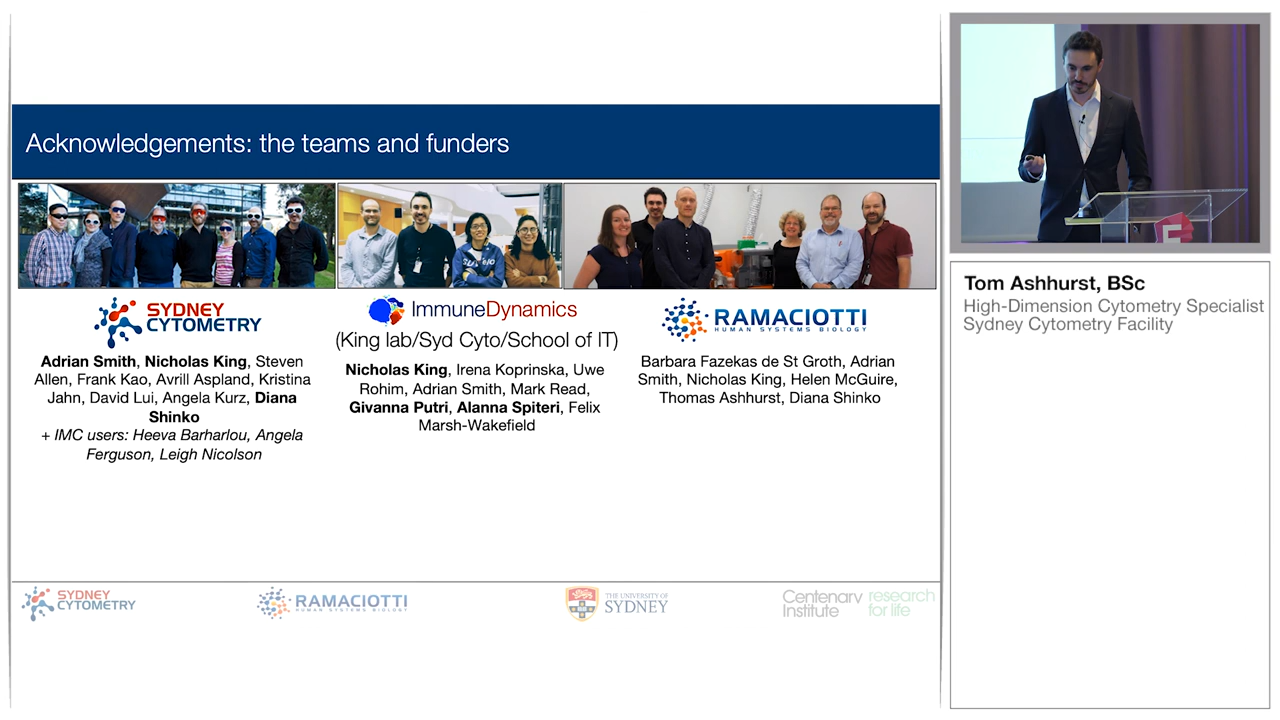 Acknowledgements: the teams and funders
SYDNEY
CYTOMETRY
Adrian Smith, Nicholas King, Steven
Allen, Frank Kao, Avrill Aspland, Kristina
Jahn, David Lui, Angela Kurz, Diana
Shinko
+ IMC users: Heeva Barharlou, Angela
Ferguson, Leigh Nicolson
ImmuneDynamics
(King lab/Syd Cyto/School of IT)
Nicholas King, Irena Koprinska, Uwe
Rohim, Adrian Smith, Mark Read,
Givanna Putri, Alanna Spiteri, Felix
Marsh-Wakefield
RAMACIOTTI
HUMAN SYSTEMS BIOLOGY
Barbara Fazekas de St Groth, Adrian
Smith, Nicholas King, Helen McGuire,
Thomas Ashhurst, Diana Shinko
SYDNEY
CYTOMETRY
RAMACIOTTI
HUMAN SYSTEMS BIOLOGY
THE UNIVERSITY OF
SYDNEY
Centenary
Institute
research
for life
Tom Ashhurst, BSc
High-Dimension Cytometry Specialist
Sydney Cytometry Facility